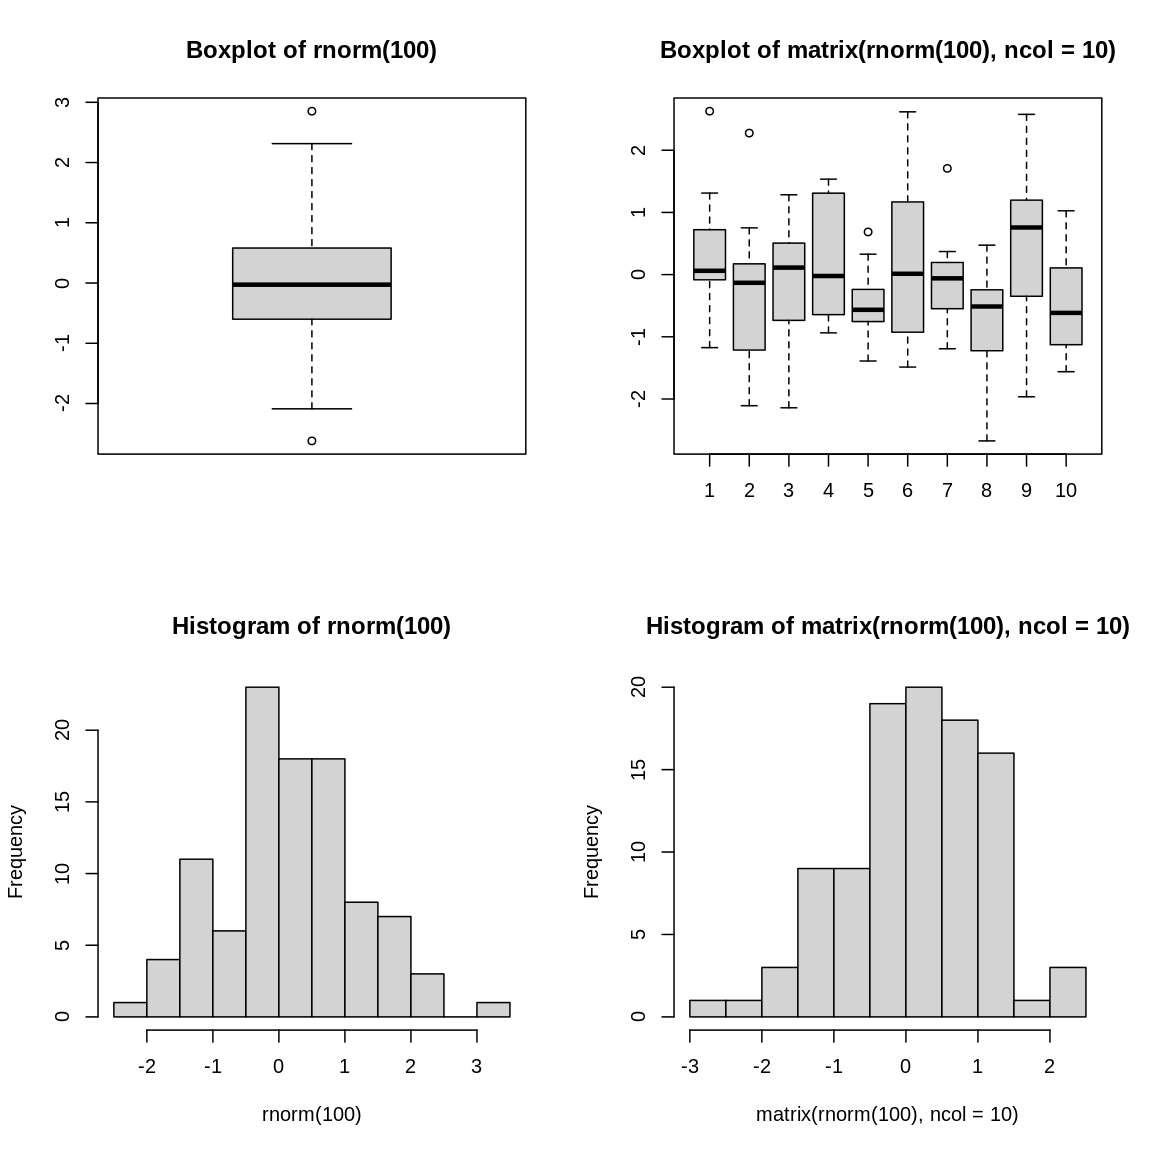 Boxplot of rnorm(100)
3
2
1
0
-1
-2
Boxplot of matrix(rnorm(100), ncol = 10)
2
1
0
-1
-2
1 2 3 4 5 6 7 8 9 10
Histogram of rnorm(100)
Frequency
20
15
10
5
0
-2 -1 0 1 2 3
rnorm(100)
Histogram of matrix(rnorm(100), ncol = 10)
Frequency
20
15
10
5
0
-3 -2 -1 0 1 2
matrix(rnorm(100), ncol = 10)